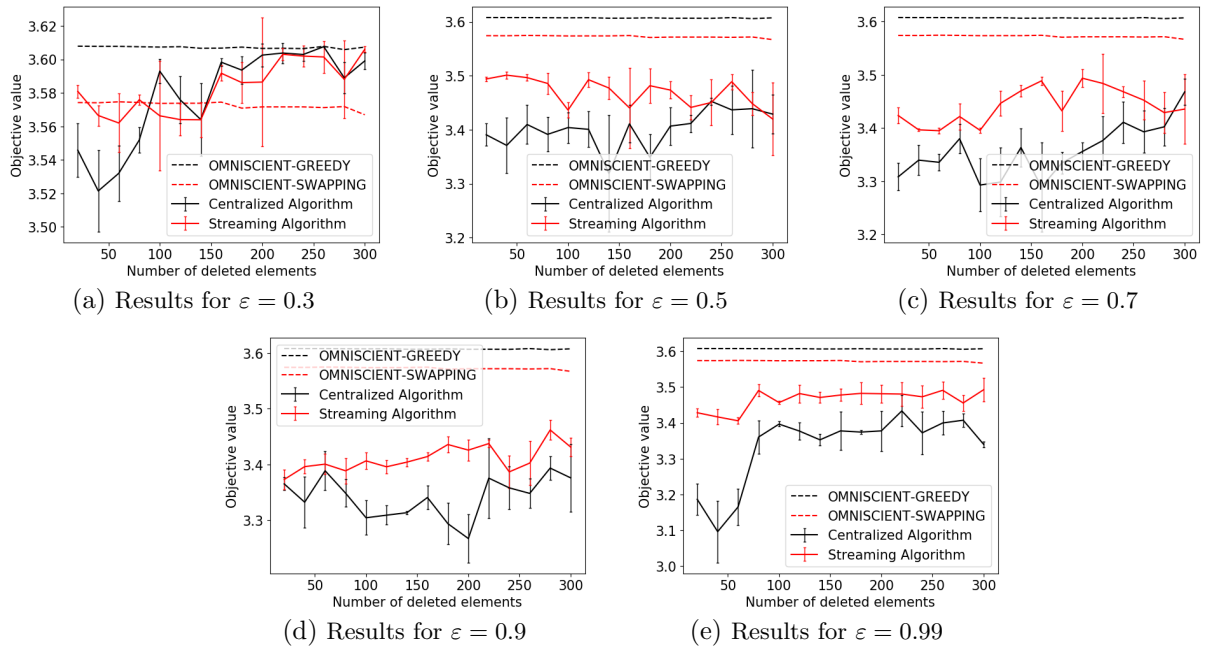 Objective value
3.62
3.60
3.58
3.56
3.54
3.52
3.50
OMNISCIENT-GREEDY
OMNISCIENT-SWAPPING
Centralized Algorithm
Streaming Algorithm
50 100 150 200 250 300
Number of deleted elements
(a) Results for ε = 0.3
Objective value
3.6
3.5
3.4
3.3
3.2
OMNISCIENT-GREEDY
OMNISCIENT-SWAPPING
Centralized Algorithm
Streaming Algorithm
50 100 150 200 250 300
Number of deleted elements
(b) Results for ε = 0.5
Objective value
3.6
3.5
3.4
3.3
3.2
OMNISCIENT-GREEDY
OMNISCIENT-SWAPPING
Centralized Algorithm
Streaming Algorithm
50 100 150 200 250 300
Number of deleted elements
(c) Results for ε = 0.7
Objective value
3.6
3.5
3.4
3.3
OMNISCIENT-GREEDY
OMNISCIENT-SWAPPING
Centralized Algorithm
Streaming Algorithm
50 100 150 200 250 300
Number of deleted elements
(d) Results for ε = 0.9
Objective value
3.6
3.5
3.4
3.3
3.2
3.1
3.0
OMNISCIENT-GREEDY
OMNISCIENT-SWAPPING
Centralized Algorithm
Streaming Algorithm
50 100 150 200 250 300
Number of deleted elements
(e) Results for ε = 0.99